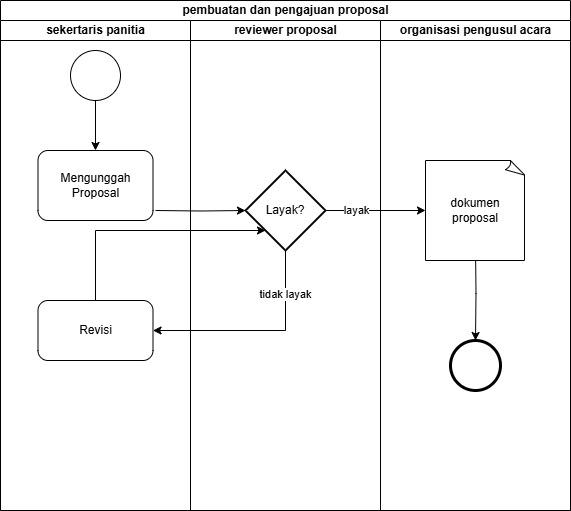 pembuatan dan pengajuan proposal
sekertaris panitia
reviewer proposal
organisasi pengusul acara
Mengunggah
Proposal
Layak?
layak
dokumen
proposal
tidak layak
Revisi